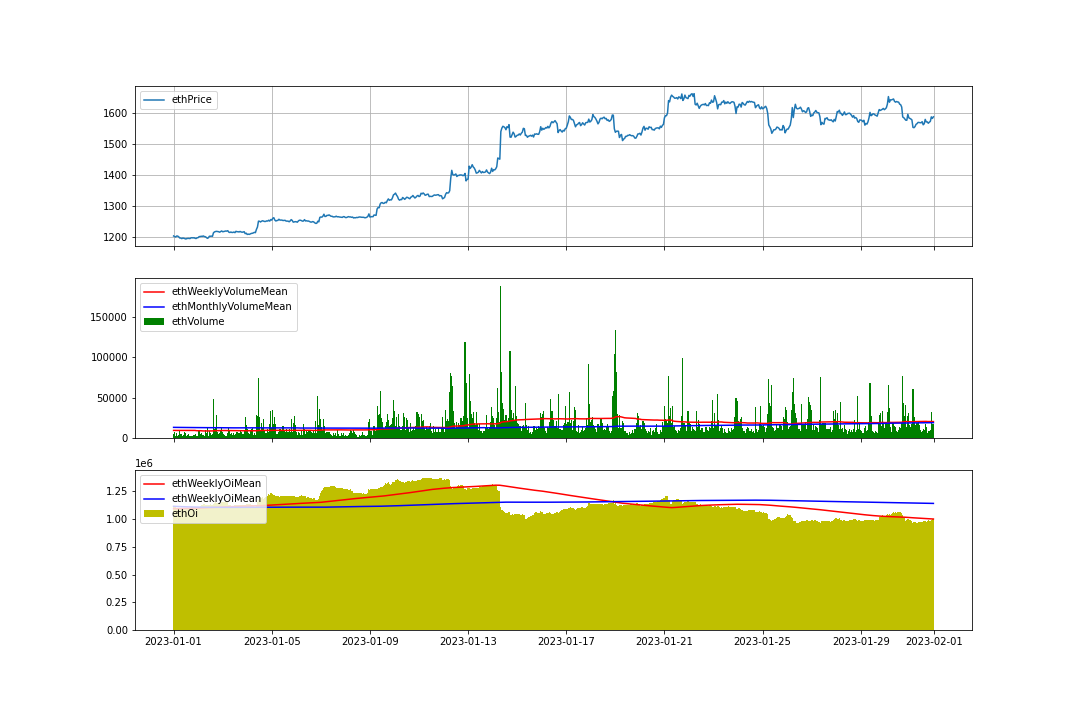 ethPrice
1600
1500
1400
1300
1200
ethWeeklyVolumeMean
ethMonthlyVolumeMean
ethVolume
150000
100000
50000
0
1e6
ethWeeklyOiMean
ethWeeklyOiMean
ethOi
1.25
1.00
0.75
0.50
0.25
0.00
2023-01-01 2023-01-05 2023-01-09 2023-01-13 2023-01-17 2023-01-21 2023-01-25 2023-01-29 2023-02-01